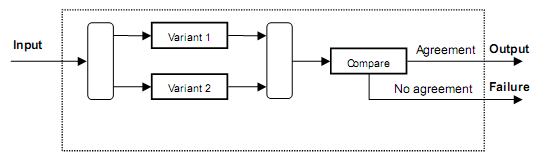 Input
Variant 1
Variant 2
Compare
Agreement
Output
No agreement
Failure